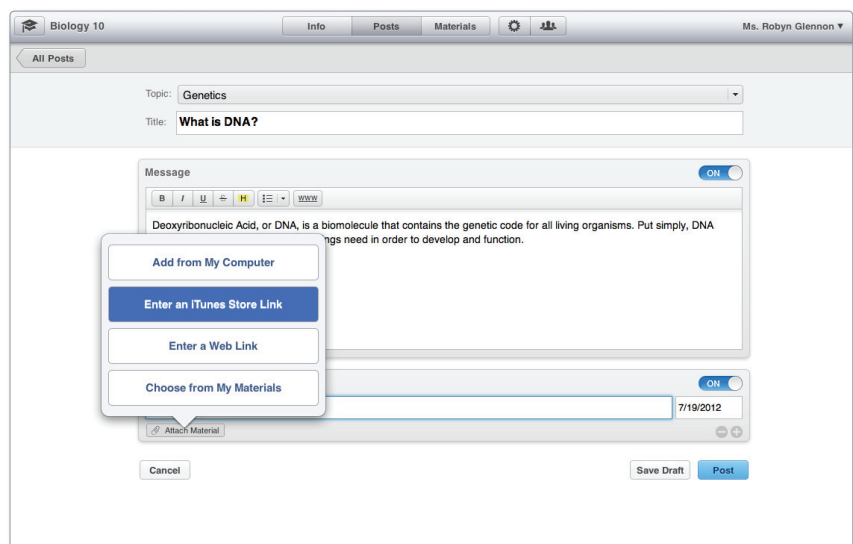 Biology 10
Info
Posts
Materials
Ms. Robyn Glennon ▼
All Posts
Topic: Genetics
Title: What is DNA?
Message
ON
B I U S H WWW
Deoxyribonucleic Acid, or DNA, is a biomolecule that contains the genetic code for all living organisms. Put simply, DNA
need in order to develop and function.
Add from My Computer
Enter an iTunes Store Link
Enter a Web Link
Choose from My Materials
ON
7/19/2012
Attach Material
Cancel
Save Draft
Post